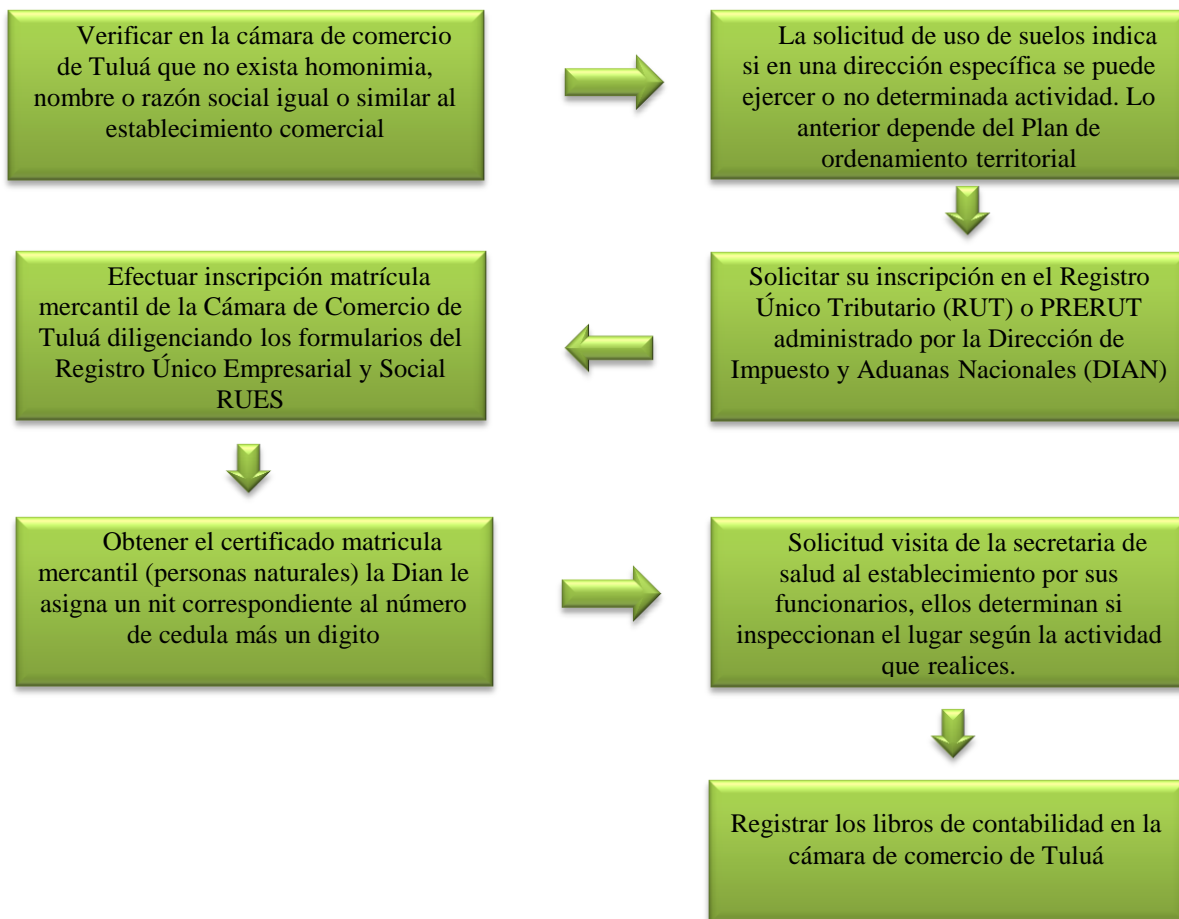 Verificar en la cámara de comercio
de Tuluá que no exista homonimia,
nombre o razón social igual o similar al
establecimiento comercial
La solicitud de uso de suelos indica
si en una dirección específica se puede
ejercer o no determinada actividad. Lo
anterior depende del Plan de
ordenamiento territorial
Solicitar su inscripción en el Registro
Único Tributario (RUT) o PRERUT
administrado por la Dirección de
Impuesto y Aduanas Nacionales (DIAN)
Efectuar inscripción matrícula
mercantil de la Cámara de Comercio de
Tuluá diligenciando los formularios del
Registro Único Empresarial y Social
RUES
Obtener el certificado matricula
mercantil (personas naturales) la Dian le
asigna un nit correspondiente al número
de cedula más un digito
Solicitud visita de la secretaria de
salud al establecimiento por sus
funcionarios, ellos determinan si
inspeccionan el lugar según la actividad
que realices.
Registrar los libros de contabilidad en la
cámara de comercio de Tuluá